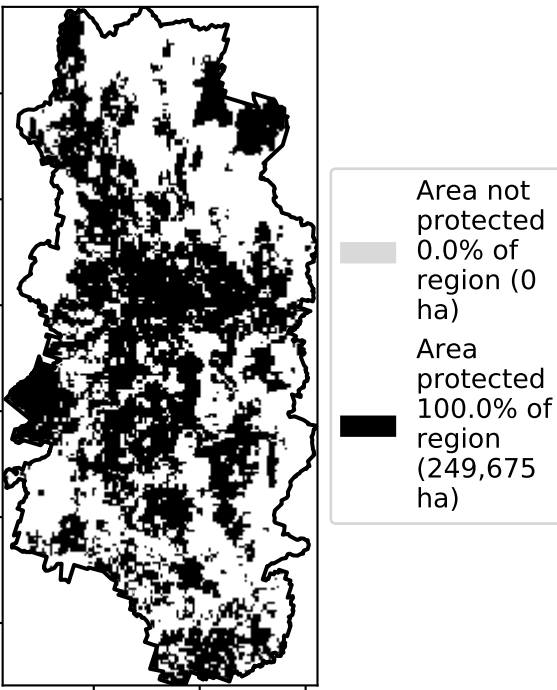 Area not
protected
0.0% of
region (0
ha)
Area
protected
100.0% of
region
(249,675
ha)